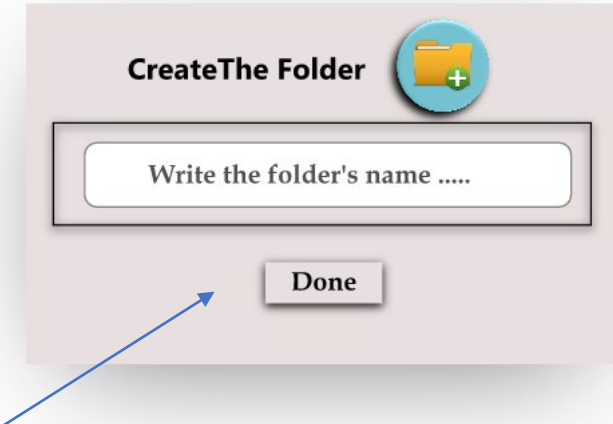 CreateThe Folder
Write the folder's name .....
Done